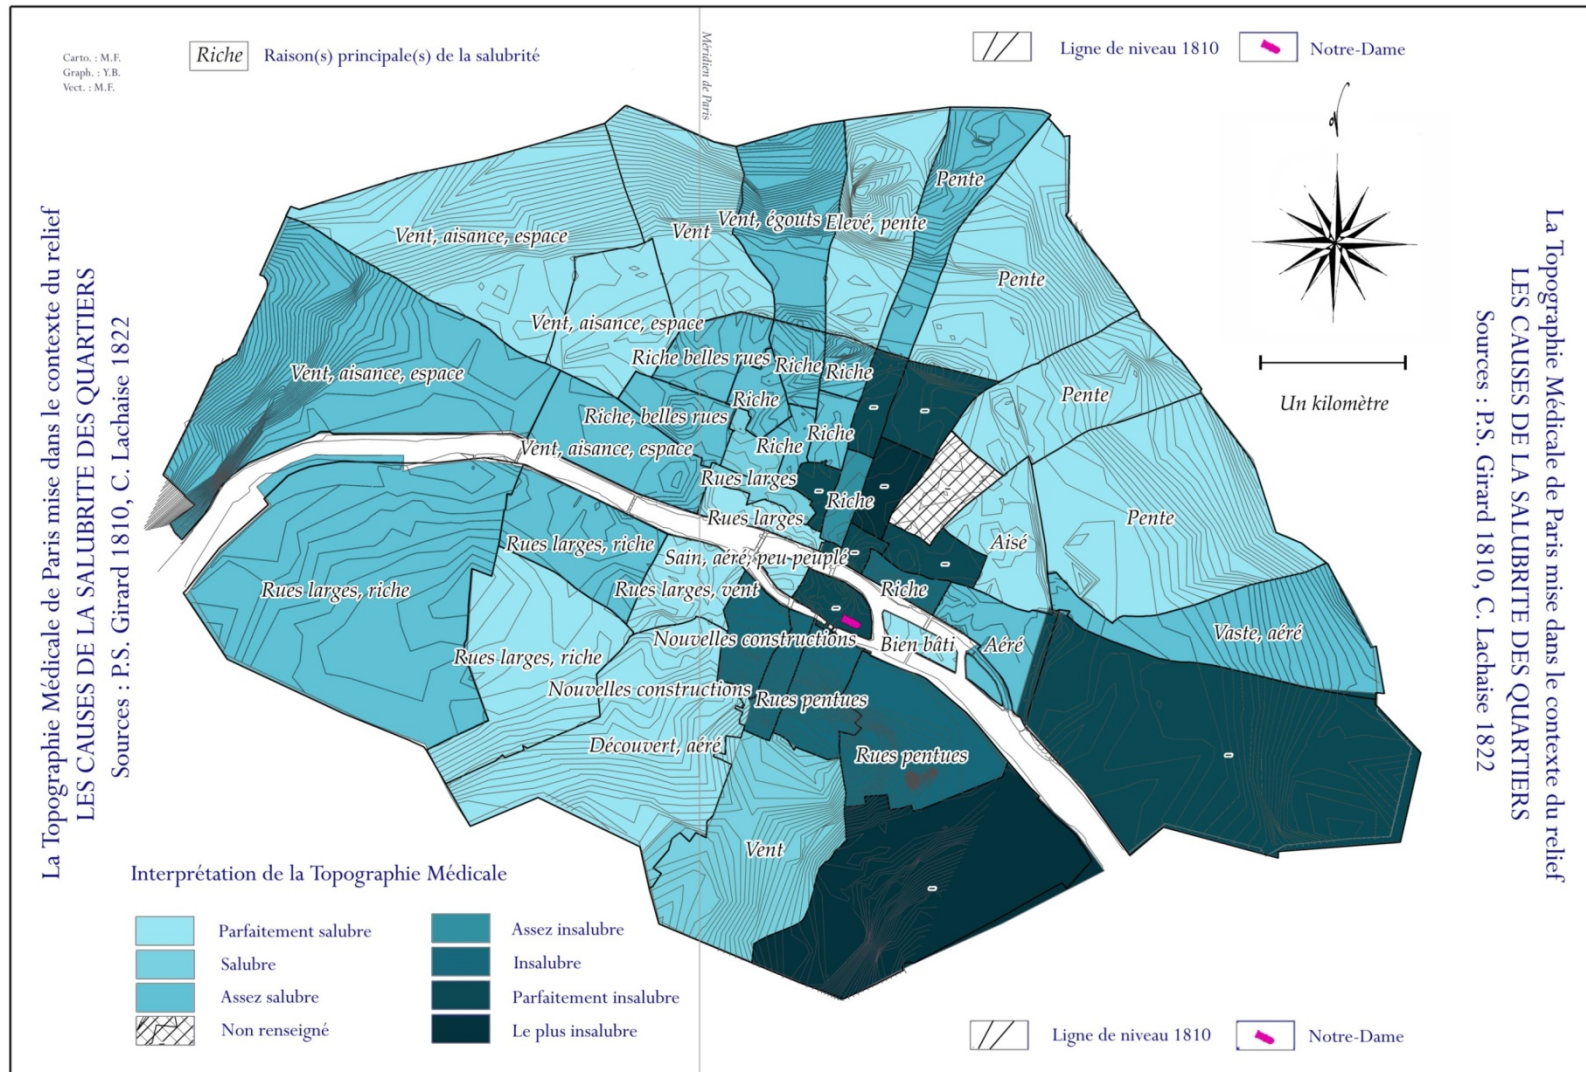 Carto. : M.F.
Graph. : Y.B.
Vect. : M.F.
Riche
Raison(s) principale(s) de la salubrité
Méridien de Paris
Ligne de niveau 1810
Notre-Dame
La Topographie Médicale de Paris mise dans le contexte du relief
LES CAUSES DE LA SALUBRITE DES QUARTIERS
Sources : P.S. Girard 1810, C. Lachaise 1822
La Topographie Médicale de Paris mise dans le contexte du relief
LES CAUSES DE LA SALUBRITE DES QUARTIERS
Sources : P.S. Girard 1810, C. Lachaise 1822
Un kilomètre
Pente
Vent, aisance, espace
Vent
Vent, égouts
Elevé, pente
Pente
Vent, aisance, espace
Riche belles rues
Riche
Riche
Vent, aisance, espace
Pente
Riche
Riche, belles rues
Riche
Riche
Vent, aisance, espace
Rues larges
Riche
Pente
Rues larges
Rues larges, riche
Aisé
Sain, aéré, peu-peuplé
Rues larges, riche
Rues larges, vent
Riche
Vaste, aéré
Nouvelles constructions
Bien bâti
Aéré
Rues larges, riche
Nouvelles constructions
Rues pentues
Découvert, aéré
Rues pentues
Vent
Interprétation de la Topographie Médicale
Parfaitement salubre
Salubre
Assez salubre
Non renseigné
Assez insalubre
Insalubre
Parfaitement insalubre
Le plus insalubre
Ligne de niveau 1810
Notre-Dame